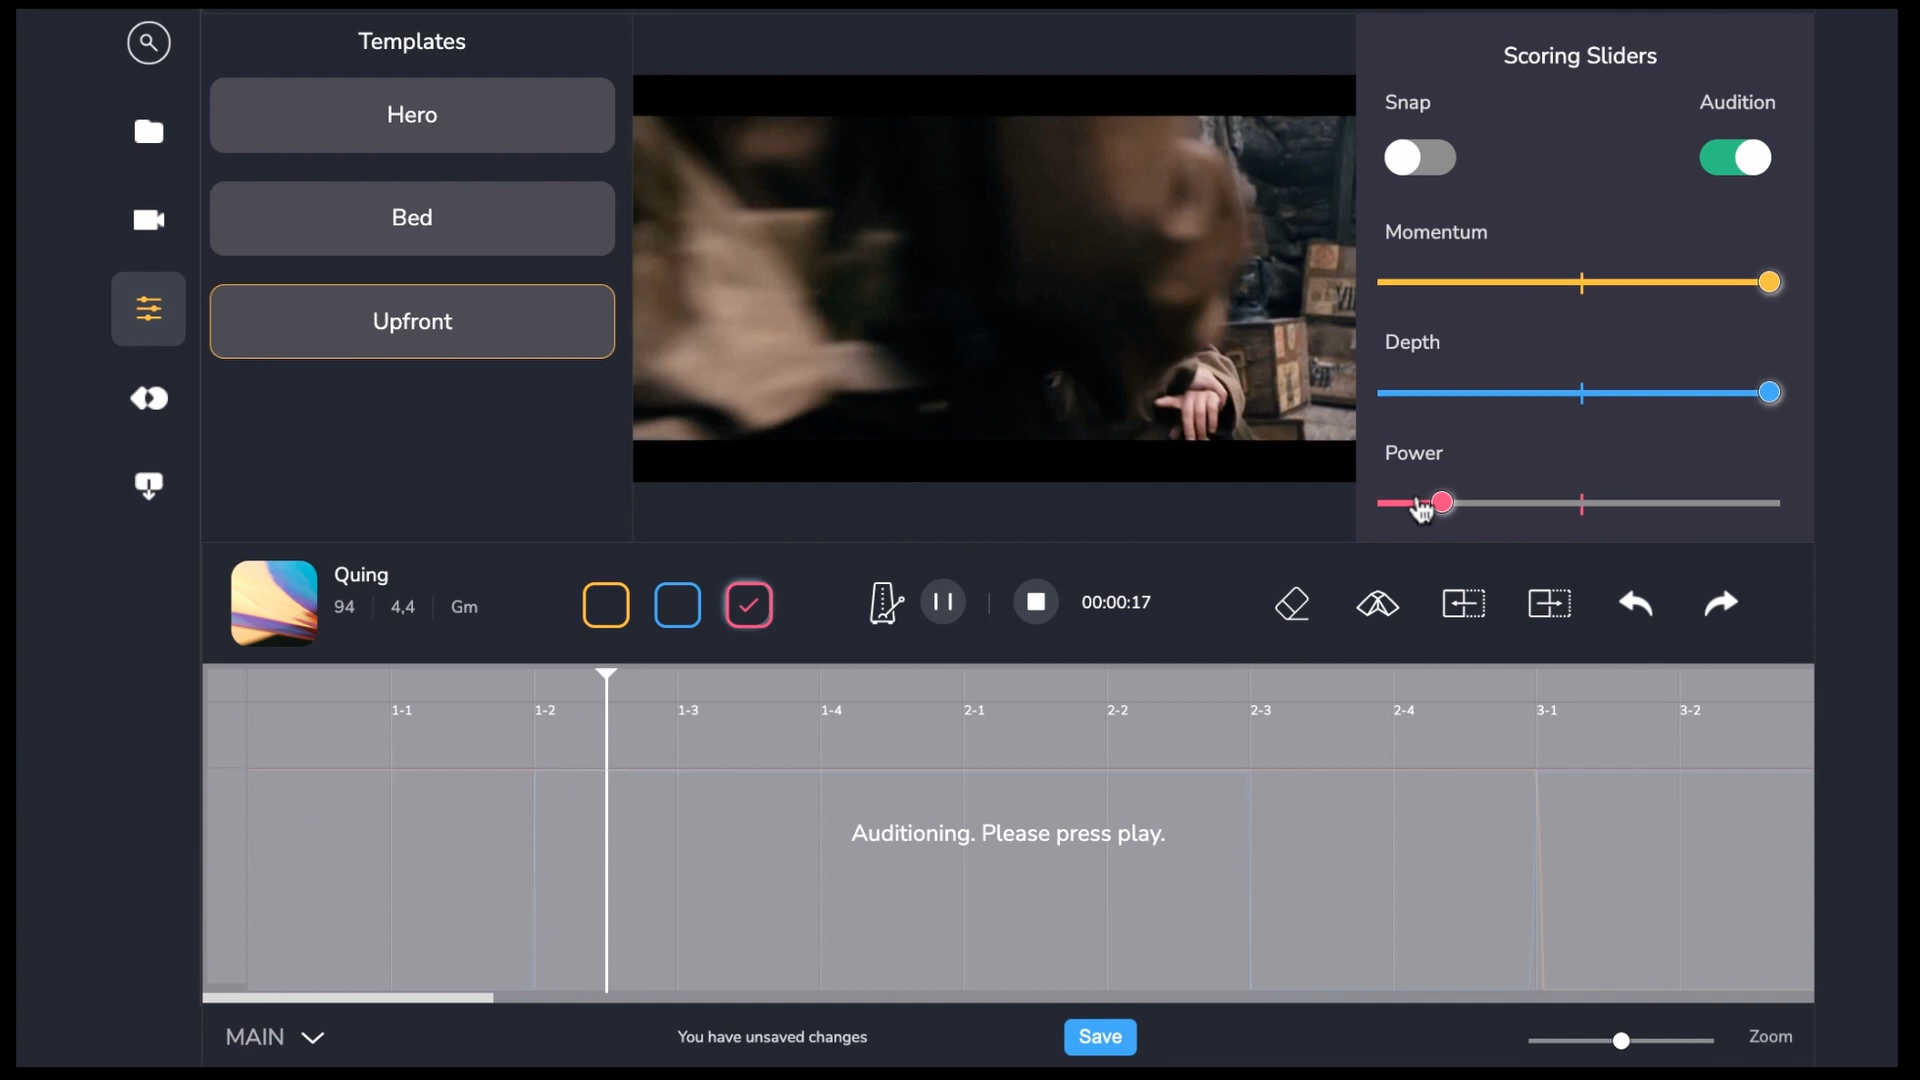 Templates
Hero
Bed
Upfront
Scoring Sliders
Snap
Audition
Momentum
Depth
Power
Quing
94 4,4 Gm
00:00:17
1-1 1-2 1-3 1-4 2-1 2-2 2-3 2-4 3-1 3-2
Auditioning. Please press play.
MAIN
You have unsaved changes
Save
Zoom